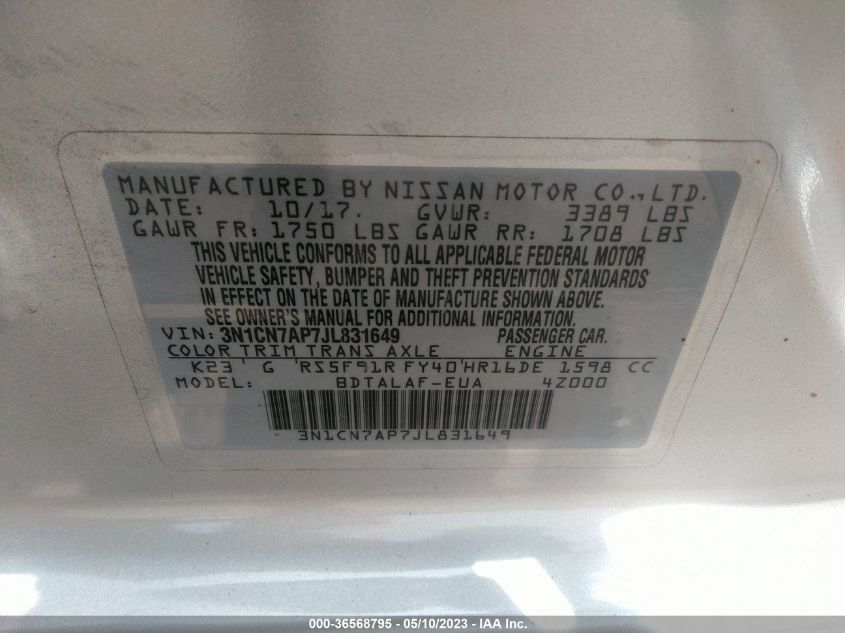 MANUFACTURED BY NISSAN MOTOR CO., LTD.
DATE: 10/17. GVWR: 3389 LBS
GAWR FR: 1750 LBS GAWR RR: 1708 LBS
THIS VEHICLE CONFORMS TO ALL APPLICABLE FEDERAL MOTOR
VEHICLE SAFETY, BUMPER AND THEFT PREVENTION STANDARDS
IN EFFECT ON THE DATE OF MANUFACTURE SHOWN ABOVE.
SEE OWNER'S MANUAL FOR ADDITIONAL INFORMATION.
VIN: 3N1CN7AP7JL831649 PASSENGER CAR.
COLOR TRIM TRANS AXLE ENGINE
K23 G RS5F91R FY40 HR16DE 1598 CC
MODEL: BDTALAF-EUA 4Z000
3N1CN7AP7JL831649
000-36568795 - 05/10/2023 - IAA Inc.